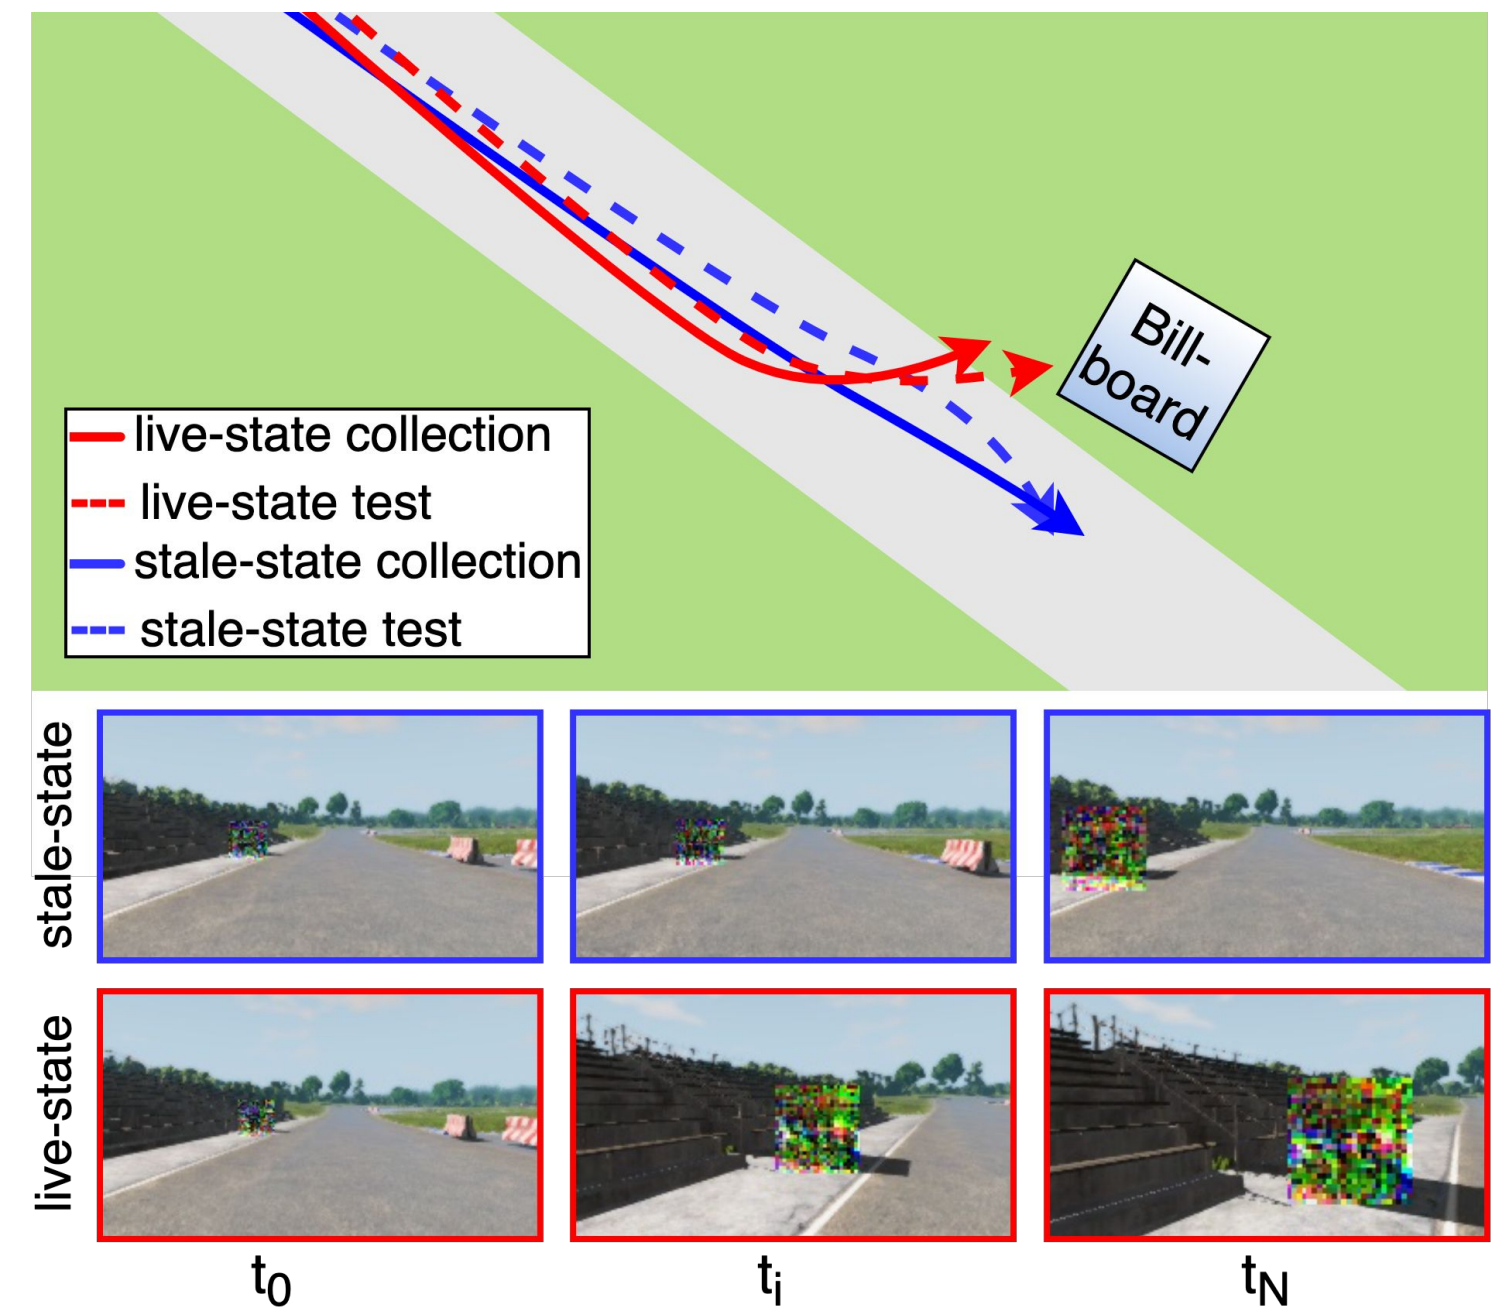 Bill-
board
live-state collection
live-state test
stale-state collection
stale-state test
stale-state
live-state
t0
ti
tN